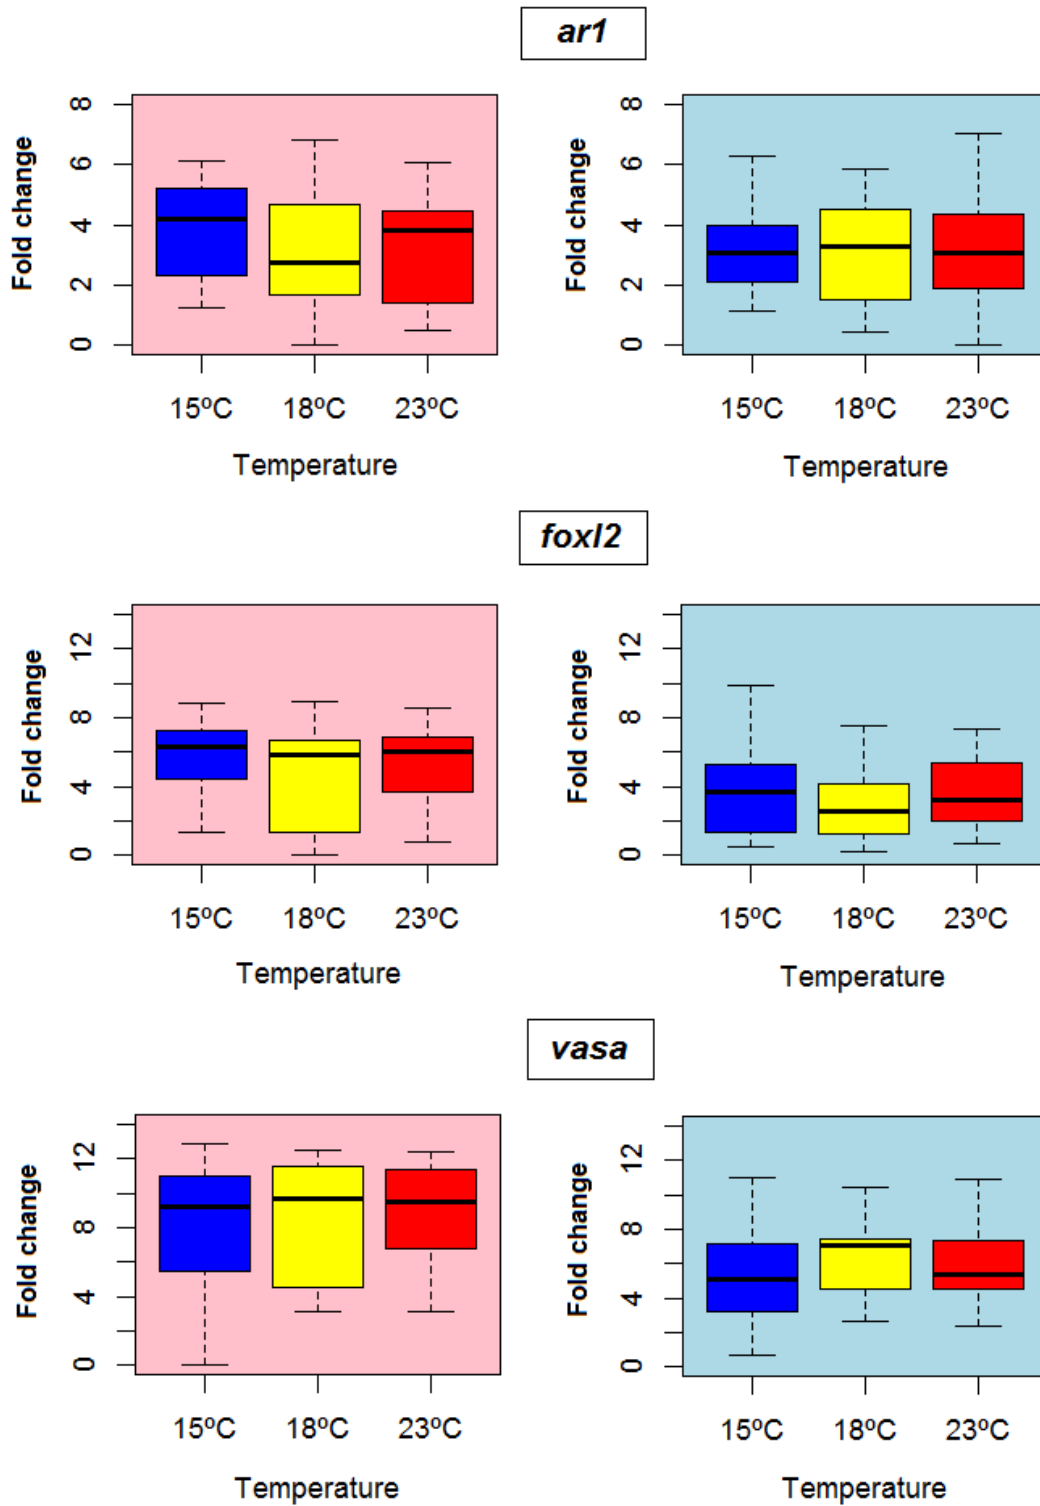 ar1
Fold change
8
6
4
2
0
15ºC 18ºC 23ºC
Temperature
Fold change
8
6
4
2
0
15ºC 18ºC 23ºC
Temperature
foxl2
Fold change
12
8
4
0
15ºC 18ºC 23ºC
Temperature
Fold change
12
8
4
0
15ºC 18ºC 23ºC
Temperature
vasa
Fold change
12
8
4
0
15ºC 18ºC 23ºC
Temperature
Fold change
12
8
4
0
15ºC 18ºC 23ºC
Temperature